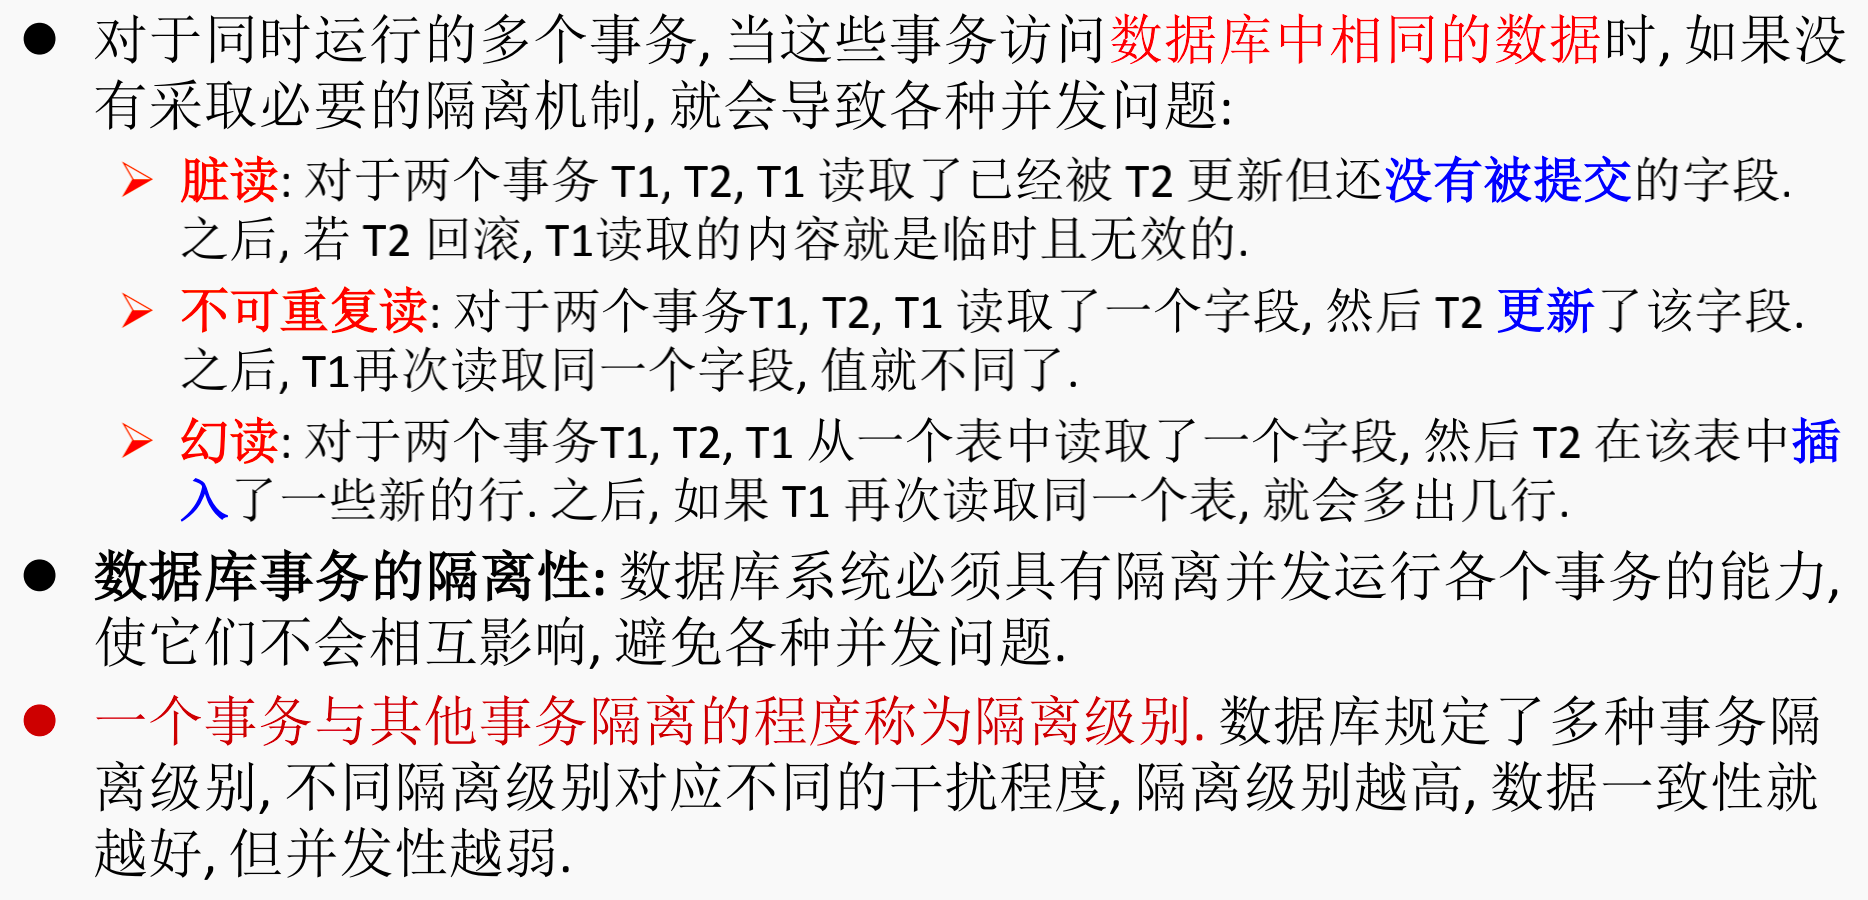 ● 对于同时运行的多个事务, 当这些事务访问数据库中相同的数据时, 如果没
有采取必要的隔离机制, 就会导致各种并发问题:
➢ 脏读: 对于两个事务 T1, T2, T1 读取了已经被 T2 更新但还没有被提交的字段.
之后, 若 T2 回滚, T1读取的内容就是临时且无效的.
➢ 不可重复读: 对于两个事务T1, T2, T1 读取了一个字段, 然后 T2 更新了该字段.
之后, T1再次读取同一个字段, 值就不同了.
➢ 幻读: 对于两个事务T1, T2, T1 从一个表中读取了一个字段, 然后 T2 在该表中插
入了一些新的行. 之后, 如果 T1 再次读取同一个表, 就会多出几行.
● 数据库事务的隔离性: 数据库系统必须具有隔离并发运行各个事务的能力,
使它们不会相互影响, 避免各种并发问题.
● 一个事务与其他事务隔离的程度称为隔离级别. 数据库规定了多种事务隔
离级别, 不同隔离级别对应不同的干扰程度, 隔离级别越高, 数据一致性就
越好, 但并发性越弱.